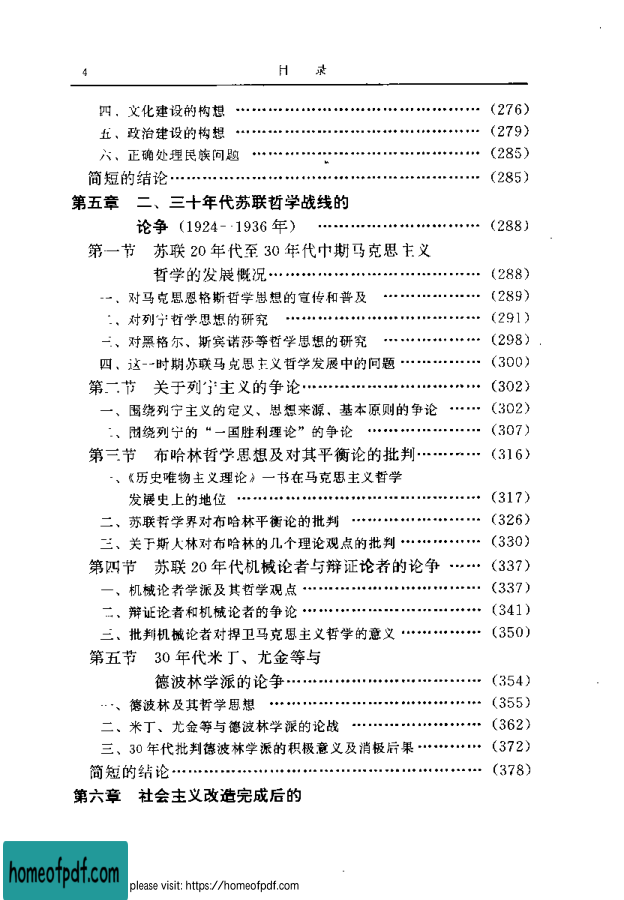 4 目 录
四、文化建设的构想 …………………………………… (276)
五、政治建设的构想 …………………………………… (279)
六、正确处理民族问题 ………………………………… (285)
简短的结论…………………………………………… (285)
第五章 二、三十年代苏联哲学战线的
论争 (1924--1936年) ………………………… (288)
第一节 苏联20年代至30年代中期马克思主义
哲学的发展概况………………………………… (288)
一、对马克思恩格斯哲学思想的宣传和普及 ……………… (289)
二、对列宁哲学思想的研究 ……………………………… (291)
三、对黑格尔、斯宾诺莎等哲学思想的研究 ……………… (298)
四、这一时期苏联马克思主义哲学发展中的问题 ………… (300)
第二节 关于列宁主义的争论………………………… (302)
一、围绕列宁主义的定义、思想来源、基本原则的争论 …… (302)
二、围绕列宁的“一国胜利理论”的争论 ………………… (307)
第三节 布哈林哲学思想及对其平衡论的批判………… (316)
一、《历史唯物主义理论》一书在马克思主义哲学
发展史上的地位 …………………………………… (317)
二、苏联哲学界对布哈林平衡论的批判 ………………… (326)
三、关于斯大林对布哈林的几个理论观点的批判………… (330)
第四节 苏联20年代机械论者与辩证论者的论争 …… (337)
一、机械论者学派及其哲学观点 ………………………… (337)
二、辩证论者和机械论者的争论 ………………………… (341)
三、批判机械论者对捍卫马克思主义哲学的意义 ………… (350)
第五节 30年代米丁、尤金等与
德波林学派的论争……………………………… (354)
一、德波林及其哲学思想 ………………………………… (355)
二、米丁、尤金等与德波林学派的论战 ………………… (362)
三、30年代批判德波林学派的积极意义及消极后果 ……… (372)
简短的结论…………………………………………… (378)
第六章 社会主义改造完成后的
homeofpdf.com
please visit: https://homeofpdf.com